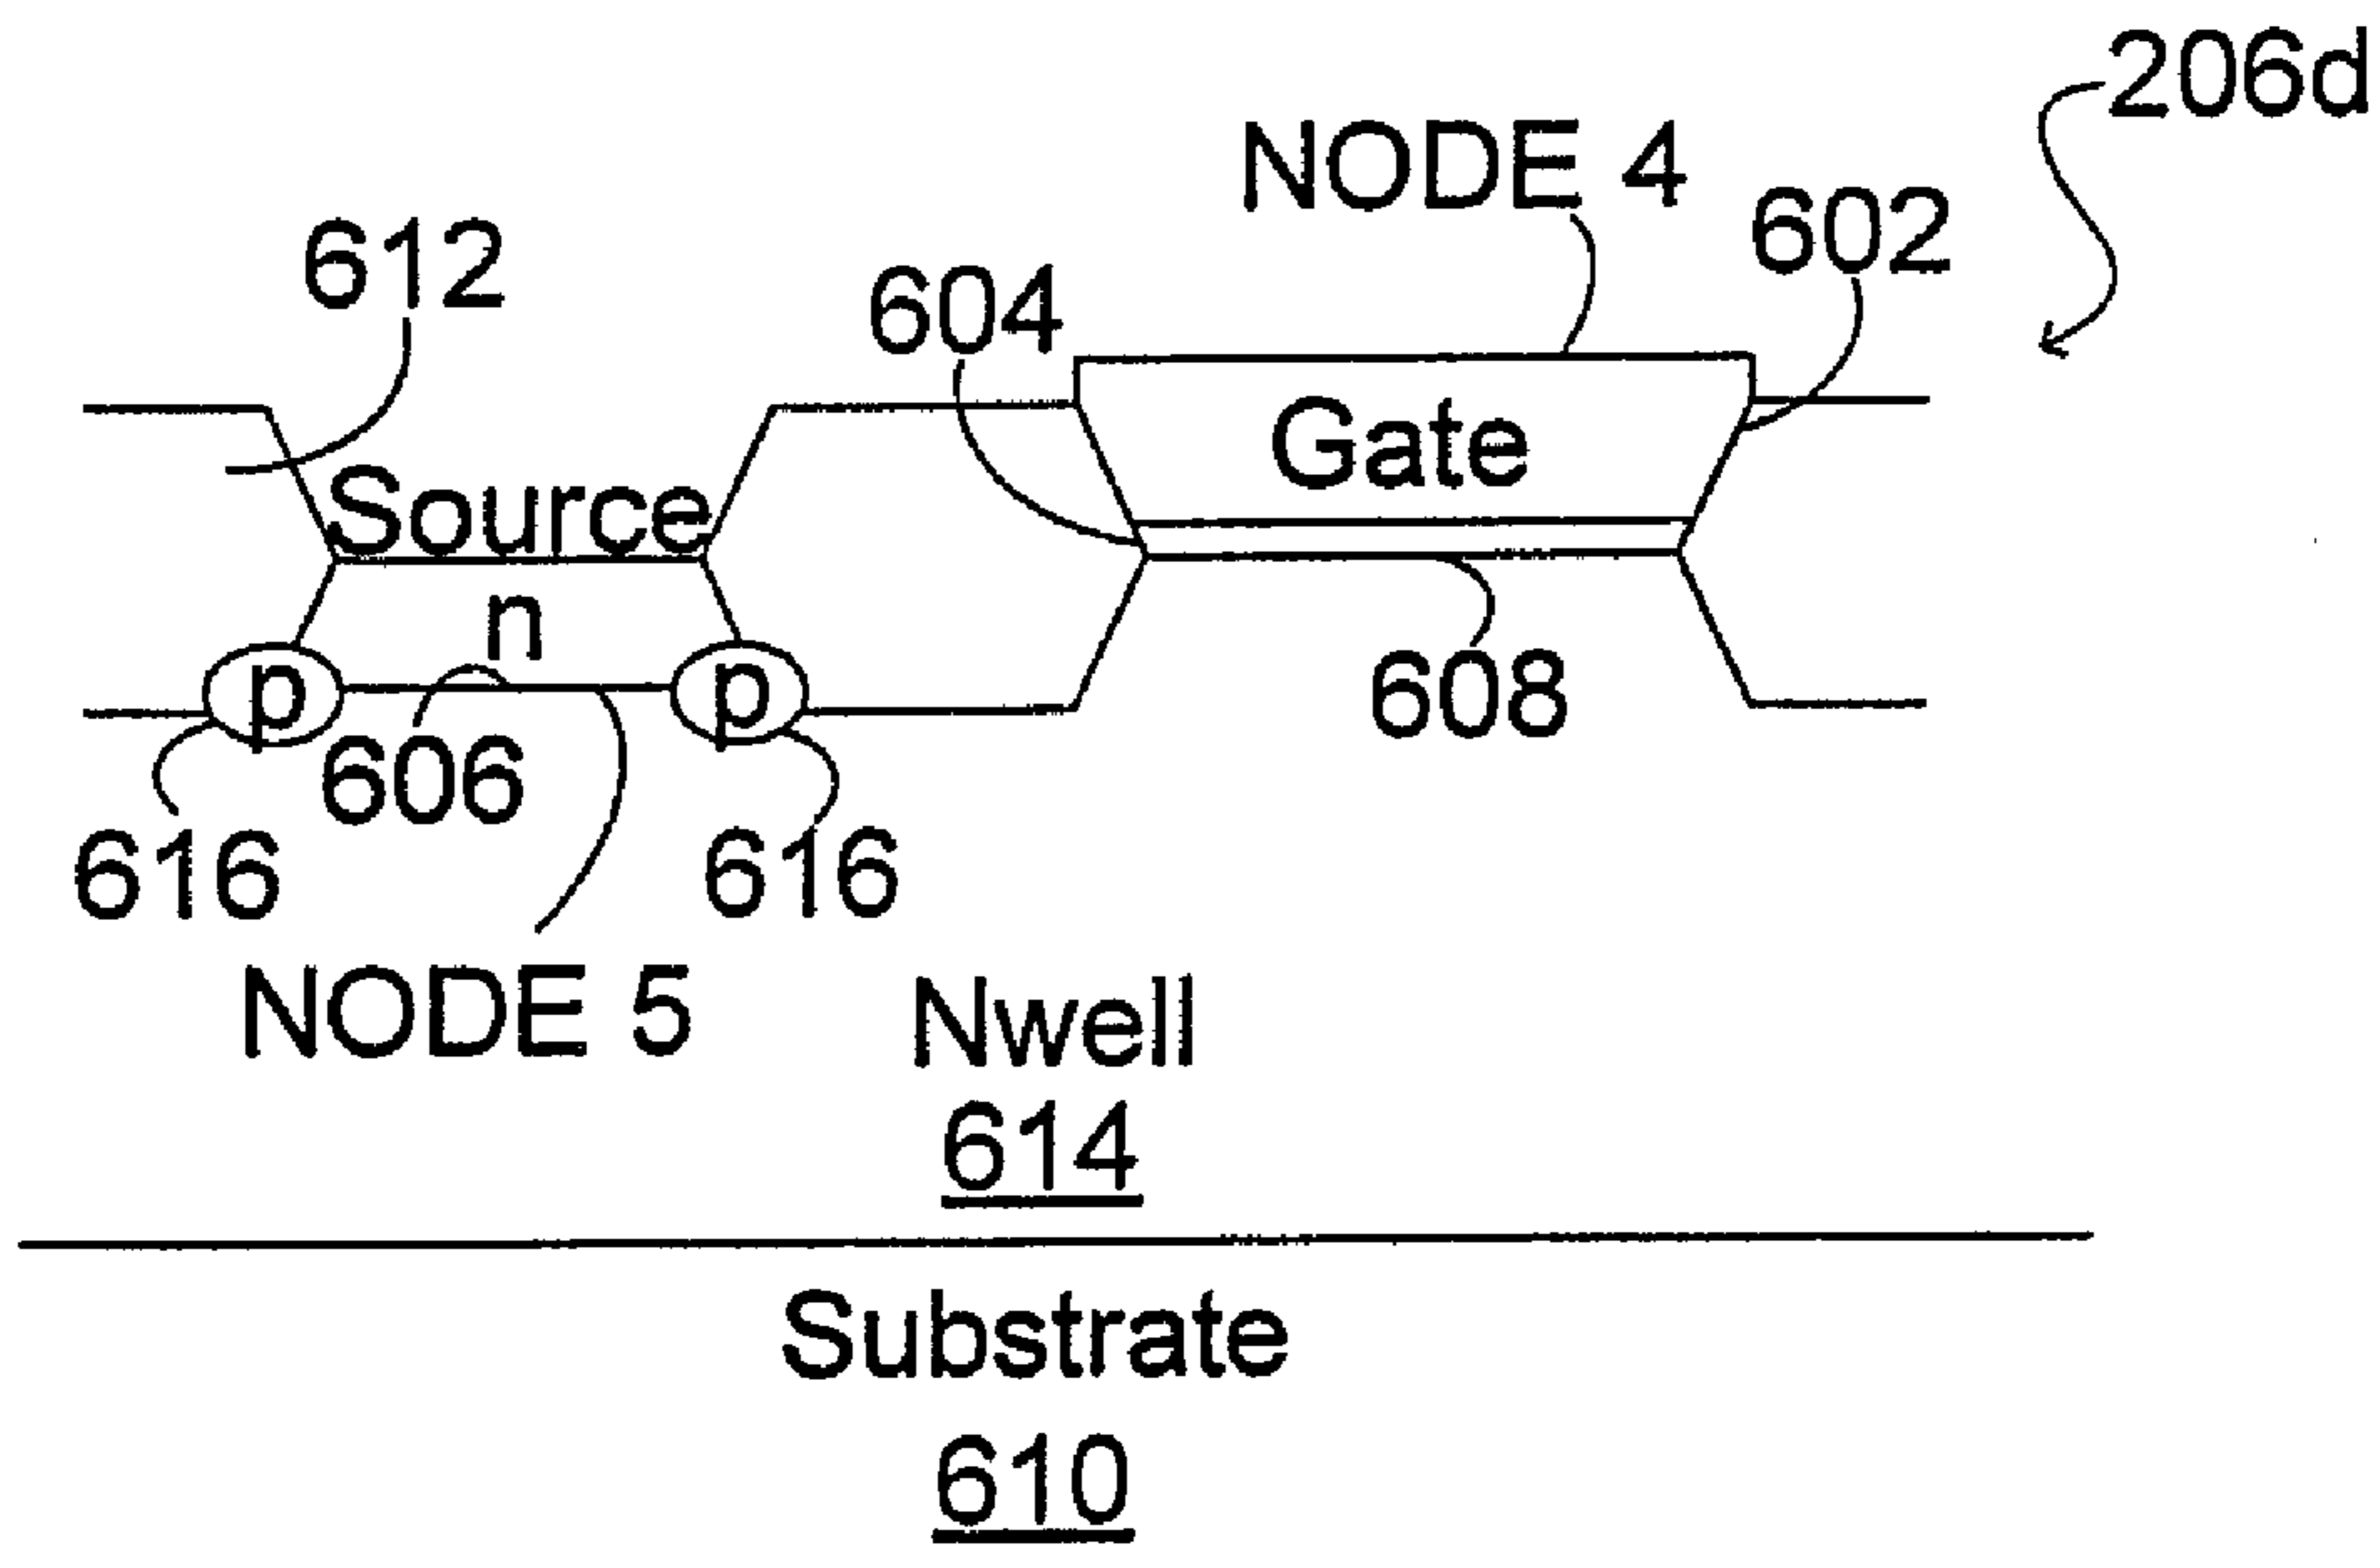 206d
NODE 4
602
612
604
Gate
Source
n
p
p
608
606
616
616
NODE 5
Nwell
614
Substrate
610